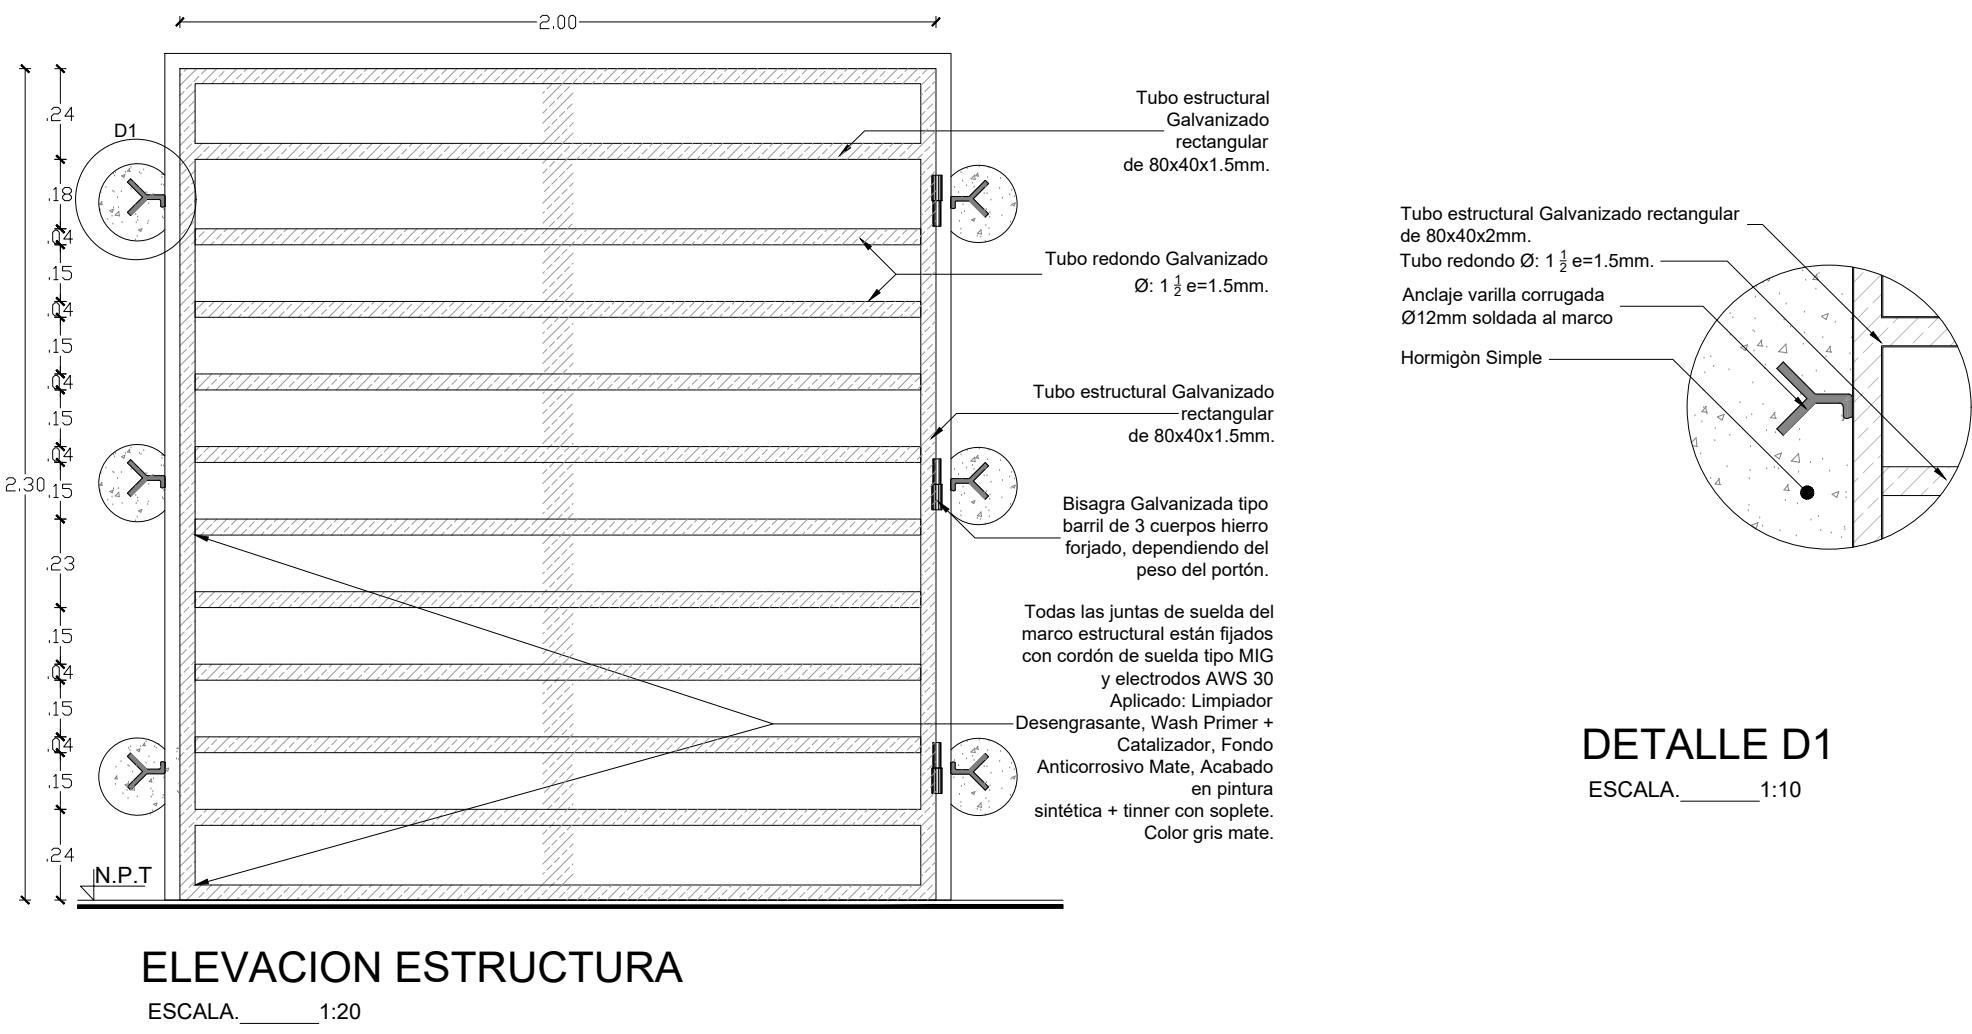 2.00
2.30
.24
.18
.04
.15
.04
.15
.04
.15
.04
.15
.23
.15
.04
.15
.04
.15
.24
D1
N.P.T
Tubo estructural
Galvanizado
rectangular
de 80x40x1.5mm.
Tubo redondo Galvanizado
Ø: 1 1/2 e=1.5mm.
Tubo estructural Galvanizado
rectangular
de 80x40x1.5mm.
Bisagra Galvanizada tipo
barril de 3 cuerpos hierro
forjado, dependiendo del
peso del portón.
Todas las juntas de suelda del
marco estructural están fijados
con cordón de suelda tipo MIG
y electrodos AWS 30
Aplicado: Limpiador
Desengrasante, Wash Primer +
Catalizador, Fondo
Anticorrosivo Mate, Acabado
en pintura
sintética + tinner con soplete.
Color gris mate.
ELEVACION ESTRUCTURA
ESCALA._______1:20
Tubo estructural Galvanizado rectangular
de 80x40x2mm.
Tubo redondo Ø: 1 1/2 e=1.5mm.
Anclaje varilla corrugada
Ø12mm soldada al marco
Hormigòn Simple
DETALLE D1
ESCALA._______1:10